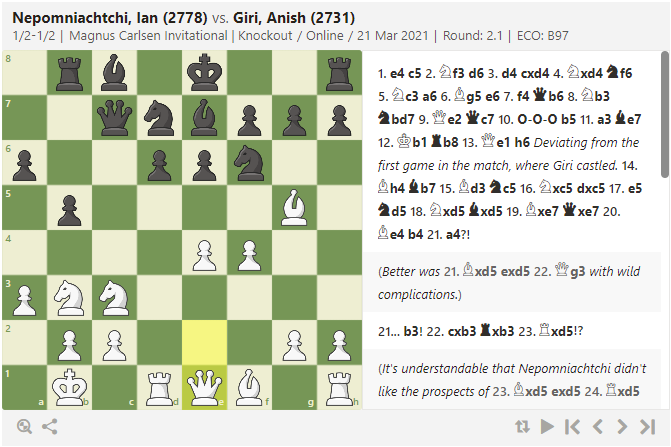 Nepomniachtchi, Ian (2778) vs. Giri, Anish (2731)
1/2-1/2 | Magnus Carlsen Invitational | Knockout / Online / 21 Mar 2021 | Round: 2.1 | ECO: B97
8
7
6
5
4
3
2
1
a b c d e f g h
1. e4 c5 2. ♘f3 d6 3. d4 cxd4 4. ♘xd4 ♞f6
5. ♘c3 a6 6. ♗g5 e6 7. f4 ♛b6 8. ♘b3
♞bd7 9. ♕e2 ♛c7 10. O-O-O b5 11. a3 ♝e7
12. ♔b1 ♜b8 13. ♕e1 h6 Deviating from the
first game in the match, where Giri castled. 14.
♗h4 ♝b7 15. ♗d3 ♞c5 16. ♘xc5 dxc5 17. e5
♞d5 18. ♘xd5 ♝xd5 19. ♗xe7 ♛xe7 20.
♗e4 b4 21. a4?!
(Better was 21. ♗xd5 exd5 22. ♕g3 with wild
complications.)
21... b3! 22. cxb3 ♜xb3 23. ♖xd5!?
(It's understandable that Nepomniachtchi didn't
like the prospects of 23. ♗xd5 exd5 24. ♖xd5